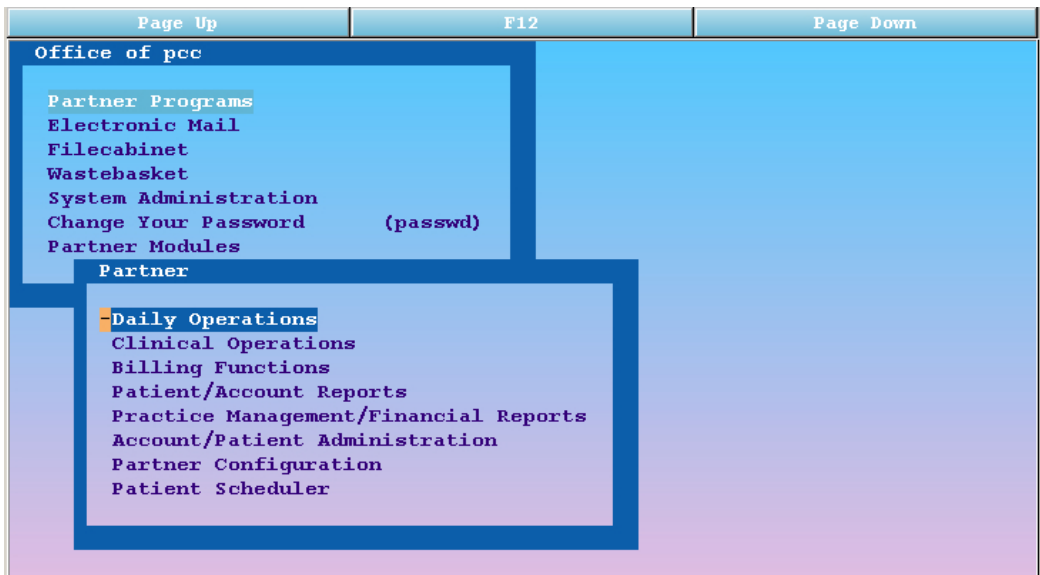 Page Up F12 Page Down
Office of pcc
Partner Programs
Electronic Mail
Filecabinet
Wastebasket
System Administration
Change Your Password (passwd)
Partner Modules
Partner
-Daily Operations
Clinical Operations
Billing Functions
Patient/Account Reports
Practice Management/Financial Reports
Account/Patient Administration
Partner Configuration
Patient Scheduler